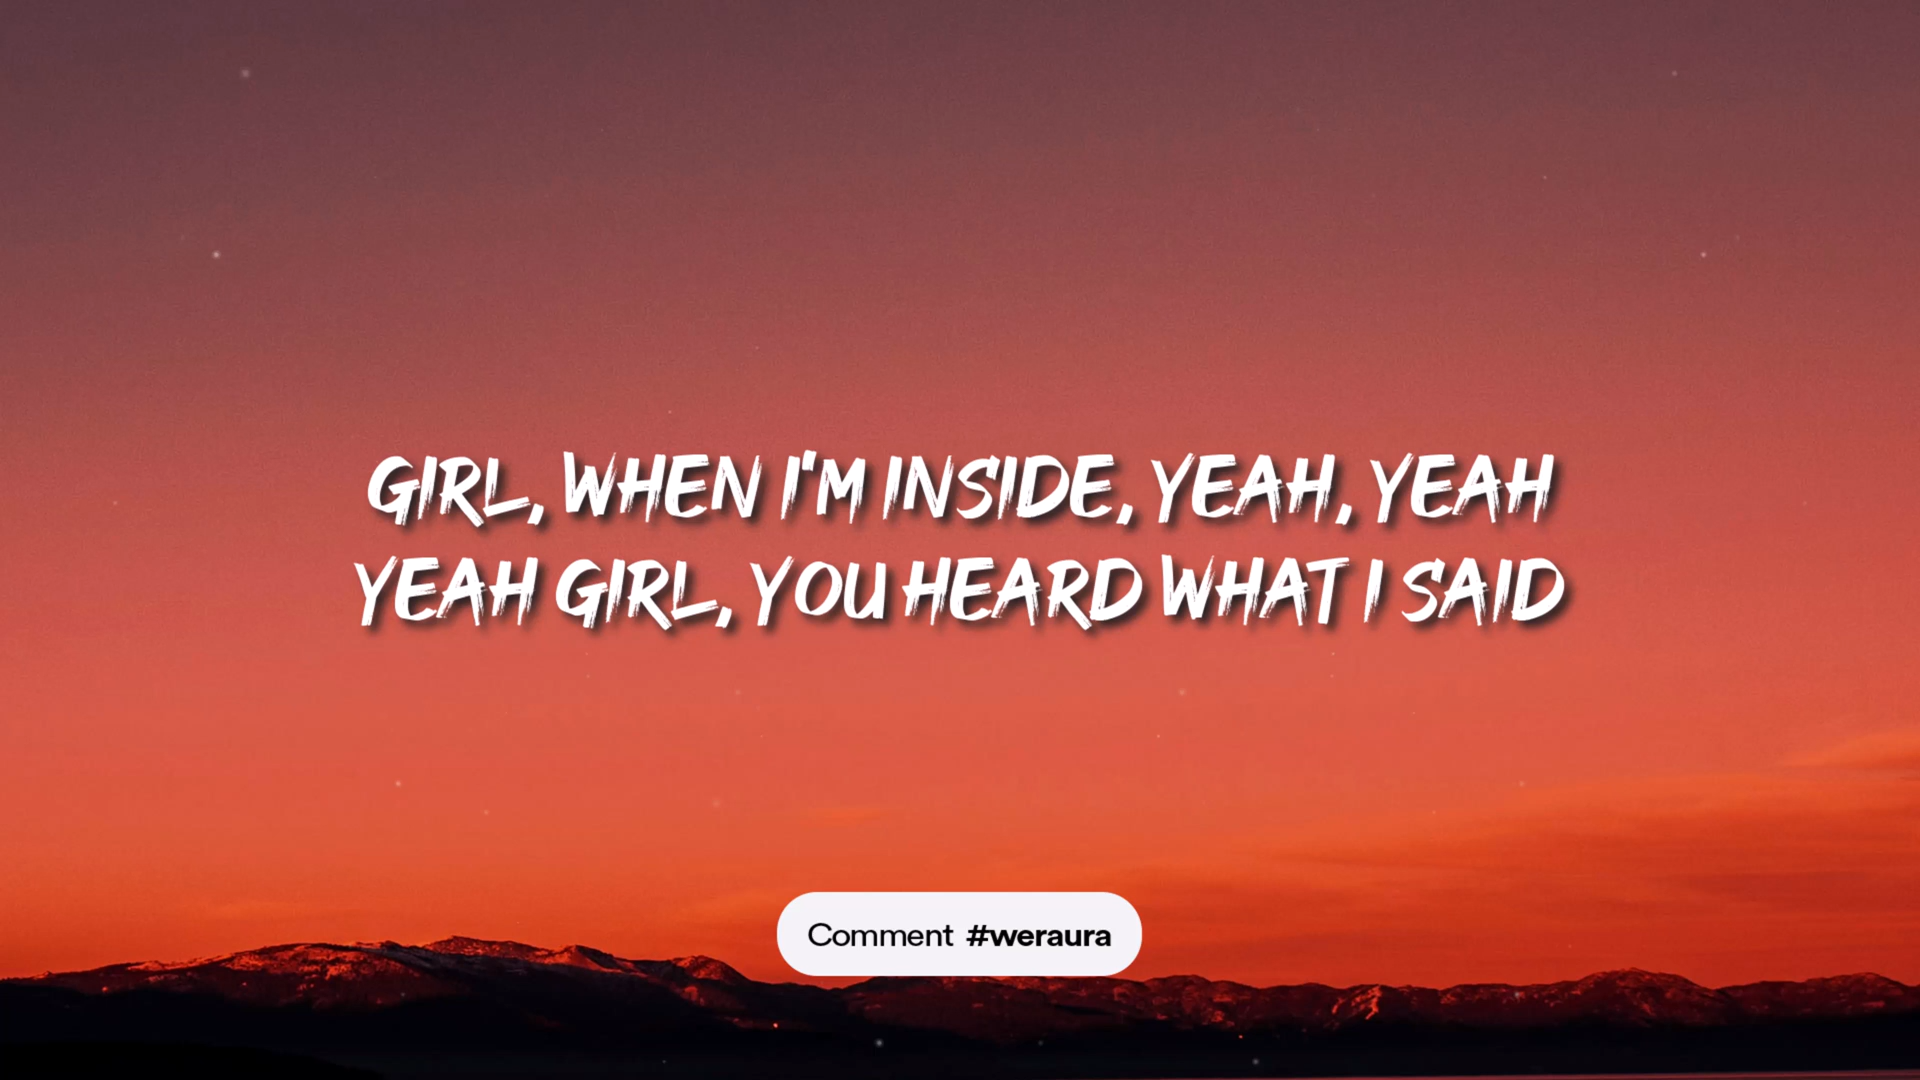 GIRL, WHEN I'M INSIDE, YEAH, YEAH
YEAH GIRL, YOU HEARD WHAT I SAID
Comment #weraura